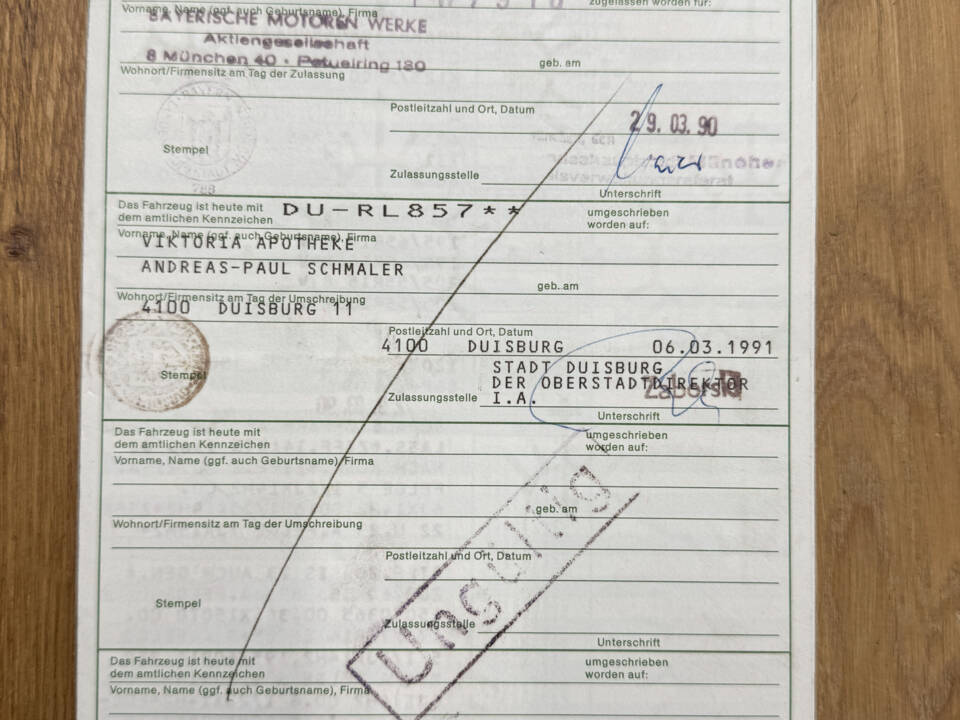 zugelassen worden für:
Vorname, Name (ggf. auch Geburtsname), Firma
BAYERISCHE MOTOREN WERKE
Aktiengesellschaft
8 München 40 · Petuelring 130
geb. am
Wohnort/Firmensitz am Tag der Zulassung
Postleitzahl und Ort, Datum
29. 03. 90
Stempel
Zulassungsstelle
Unterschrift
Das Fahrzeug ist heute mit
dem amtlichen Kennzeichen
DU-RL857**
umgeschrieben
worden auf:
Vorname, Name (ggf. auch Geburtsname), Firma
VIKTORIA APOTHEKE
ANDREAS-PAUL SCHMALER
geb. am
Wohnort/Firmensitz am Tag der Umschreibung
4100 DUISBURG 11
Postleitzahl und Ort, Datum
4100 DUISBURG 06.03.1991
Stempel
STADT DUISBURG
DER OBERSTADTDIREKTOR
Zulassungsstelle I.A.
Unterschrift
Das Fahrzeug ist heute mit
dem amtlichen Kennzeichen
umgeschrieben
worden auf:
Vorname, Name (ggf. auch Geburtsname), Firma
geb. am
Wohnort/Firmensitz am Tag der Umschreibung
Postleitzahl und Ort, Datum
Stempel
Zulassungsstelle
Ungültig
Unterschrift
Das Fahrzeug ist heute mit
dem amtlichen Kennzeichen
umgeschrieben
worden auf:
Vorname, Name (ggf. auch Geburtsname), Firma